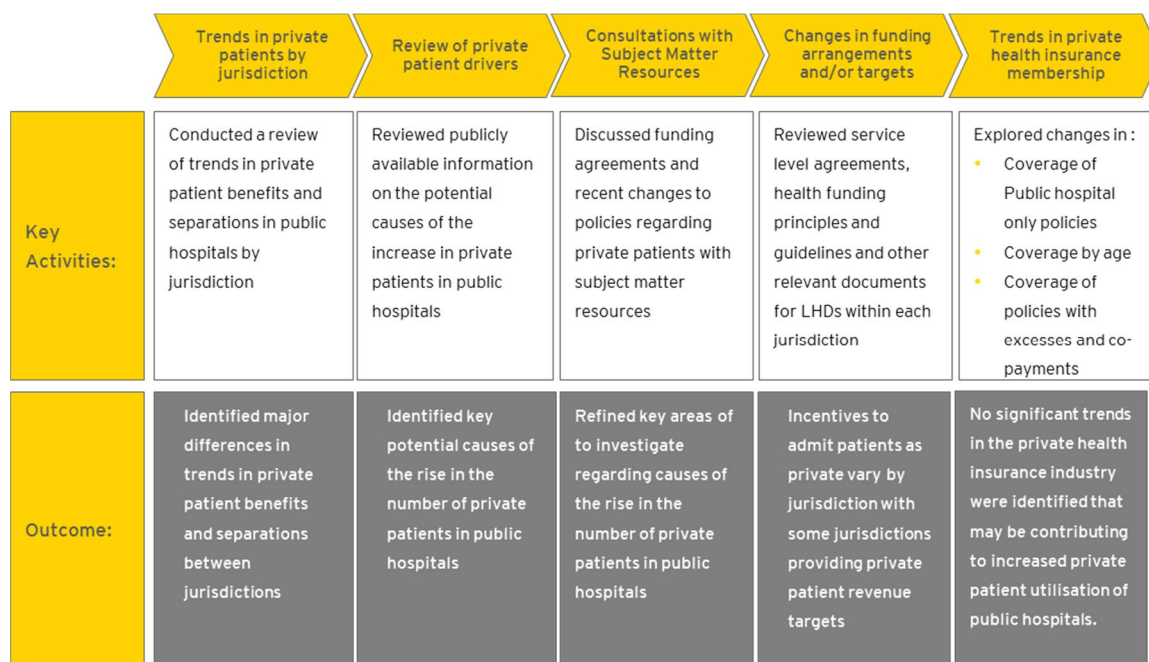 Trends in private
patients by
jurisdiction
Review of private
patient drivers
Consultations with
Subject Matter
Resources
Changes in funding
arrangements
and/or targets
Trends in private
health insurance
membership
Key
Activities:
Conducted a review
of trends in private
patient benefits and
separations in public
hospitals by
jurisdiction
Reviewed publicly
available information
on the potential
causes of the
increase in private
patients in public
hospitals
Discussed funding
agreements and
recent changes to
policies regarding
private patients with
subject matter
resources
Reviewed service
level agreements,
health funding
principles and
guidelines and other
relevant documents
for LHDs within each
jurisdiction
Explored changes in :
• Coverage of
Public hospital
only policies
• Coverage by age
• Coverage of
policies with
excesses and co-
payments
Outcome:
Identified major
differences in
trends in private
patient benefits
and separations
between
jurisdictions
Identified key
potential causes of
the rise in the
number of private
patients in public
hospitals
Refined key areas of
to investigate
regarding causes of
the rise in the
number of private
patients in public
hospitals
Incentives to
admit patients as
private vary by
jurisdiction with
some jurisdictions
providing private
patient revenue
targets
No significant trends
in the private health
insurance industry
were identified that
may be contributing
to increased private
patient utilisation of
public hospitals.